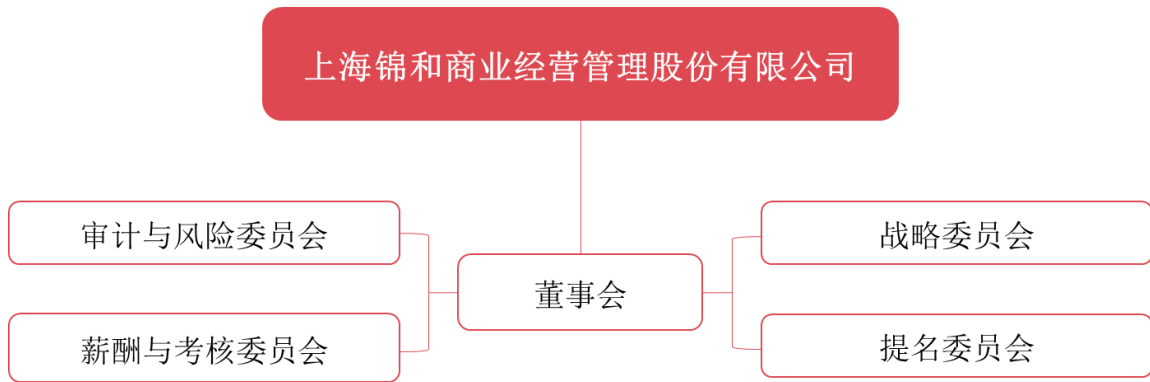 上海锦和商业经营管理股份有限公司
审计与风险委员会
战略委员会
董事会
薪酬与考核委员会
提名委员会